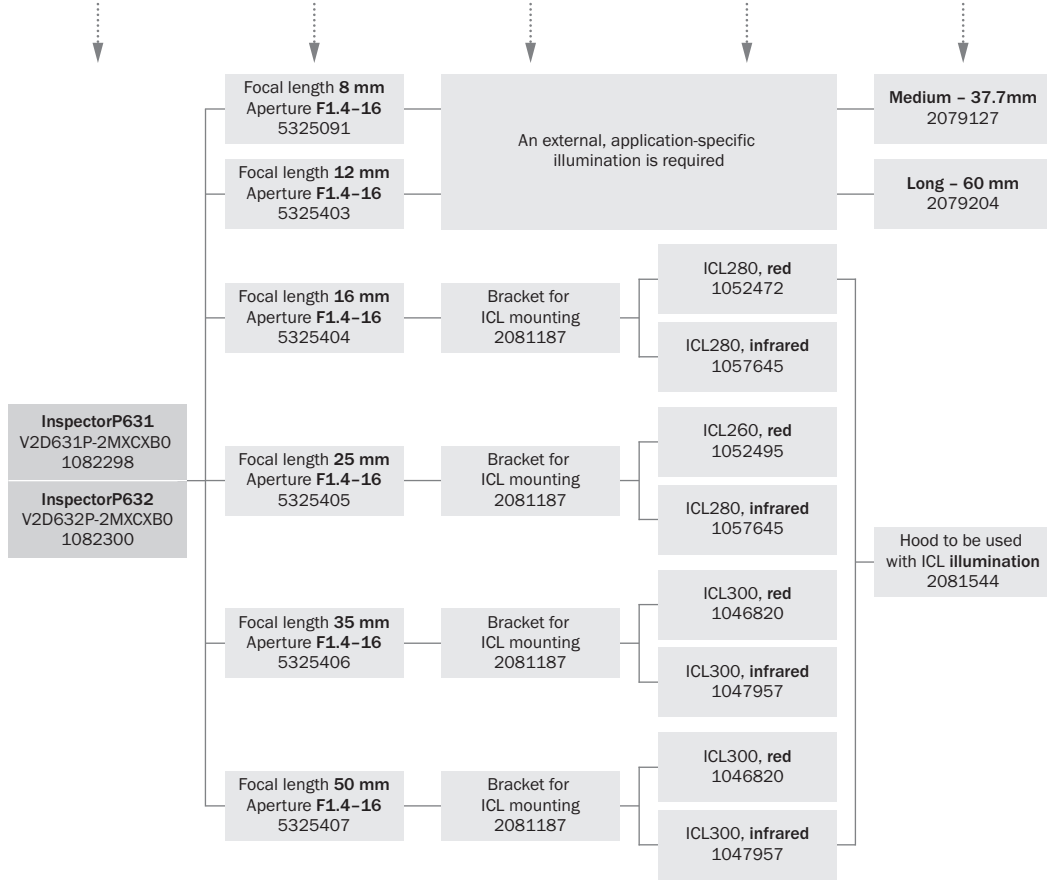 Focal length 8 mm
Aperture F1.4–16
5325091
An external, application-specific
illumination is required
Medium – 37.7mm
2079127
Focal length 12 mm
Aperture F1.4–16
5325403
Long – 60 mm
2079204
Focal length 16 mm
Aperture F1.4–16
5325404
Bracket for
ICL mounting
2081187
ICL280, red
1052472
ICL280, infrared
1057645
InspectorP631
V2D631P-2MXCXB0
1082298
InspectorP632
V2D632P-2MXCXB0
1082300
Focal length 25 mm
Aperture F1.4–16
5325405
Bracket for
ICL mounting
2081187
ICL260, red
1052495
ICL280, infrared
1057645
Hood to be used
with ICL illumination
2081544
Focal length 35 mm
Aperture F1.4–16
5325406
Bracket for
ICL mounting
2081187
ICL300, red
1046820
ICL300, infrared
1047957
Focal length 50 mm
Aperture F1.4–16
5325407
Bracket for
ICL mounting
2081187
ICL300, red
1046820
ICL300, infrared
1047957